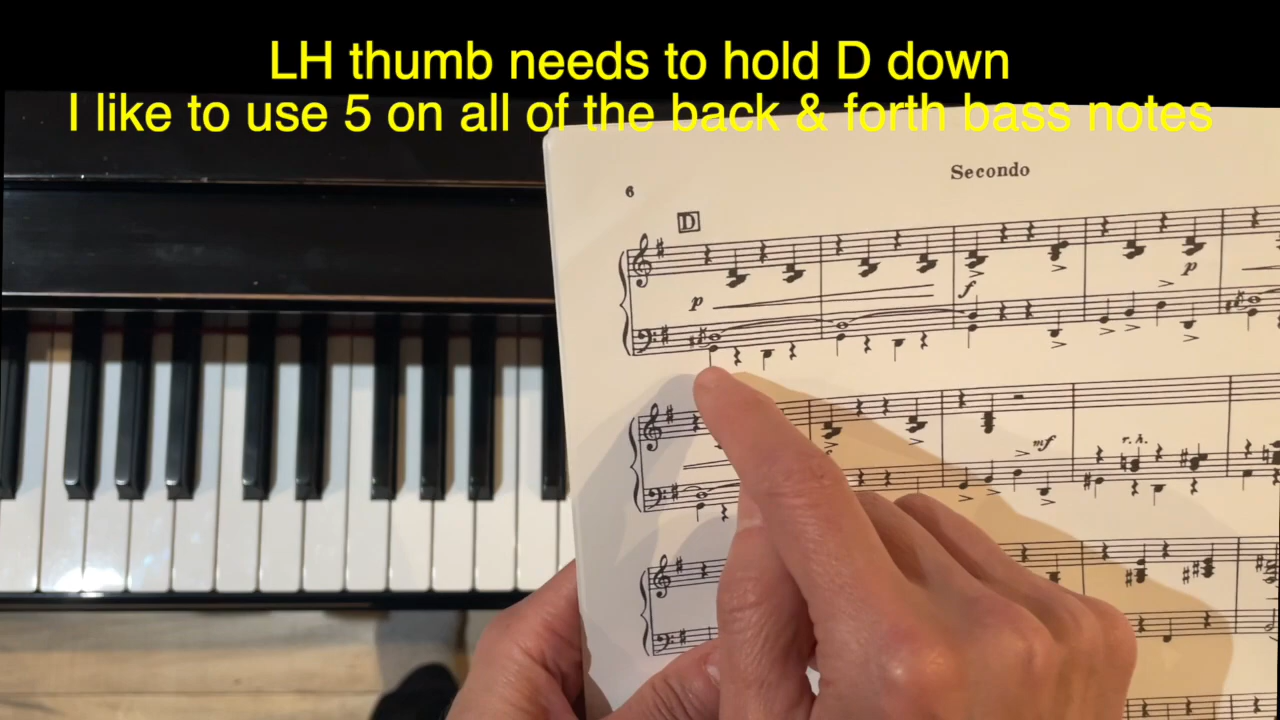 LH thumb needs to hold D down
I like to use 5 on all of the back & forth bass notes
Secondo
6
D
p
f
p
mf
r.h.